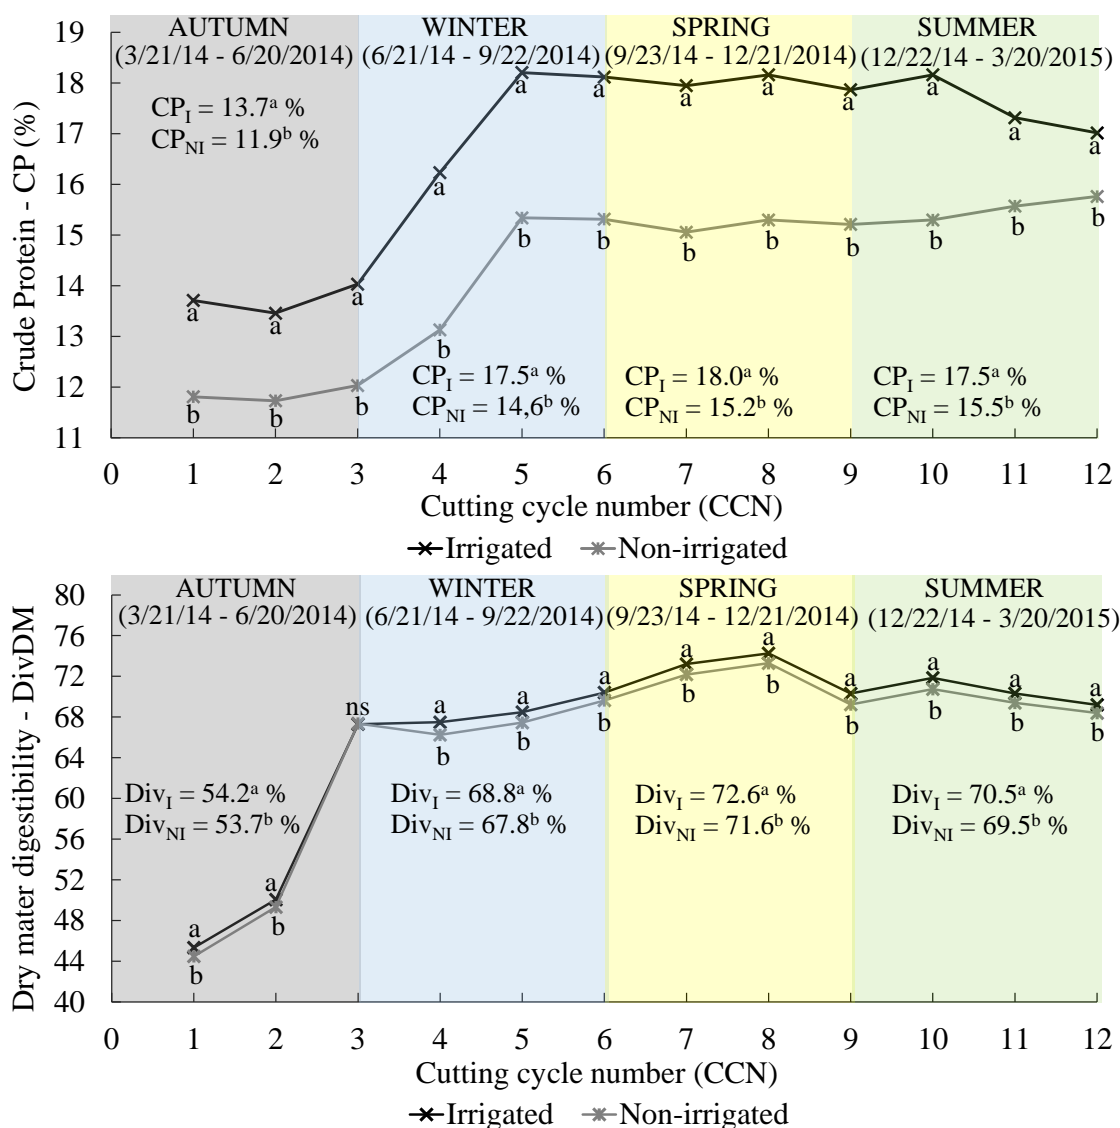 AUTUMN WINTER SPRING SUMMER
(3/21/14 - 6/20/2014) (6/21/14 - 9/22/2014) (9/23/14 - 12/21/2014) (12/22/14 - 3/20/2015)
Crude Protein - CP (%)
19
18
17
16
15
14
13
12
11
CP_I = 13.7^a %
CP_NI = 11.9^b %
a a a a a a a a a a a
b b b b b b b b b b b b
CP_I = 17.5^a % CP_I = 18.0^a % CP_I = 17.5^a %
CP_NI = 14,6^b % CP_NI = 15.2^b % CP_NI = 15.5^b %
0 1 2 3 4 5 6 7 8 9 10 11 12
Cutting cycle number (CCN)
Irrigated Non-irrigated
AUTUMN WINTER SPRING SUMMER
(3/21/14 - 6/20/2014) (6/21/14 - 9/22/2014) (9/23/14 - 12/21/2014) (12/22/14 - 3/20/2015)
Dry mater digestibility - DivDM
80
76
72
68
64
60
56
52
48
44
40
a a ns a a a a a a a a a
b b b b b b b b b b b
Div_I = 54.2^a % Div_I = 68.8^a % Div_I = 72.6^a % Div_I = 70.5^a %
Div_NI = 53.7^b % Div_NI = 67.8^b % Div_NI = 71.6^b % Div_NI = 69.5^b %
0 1 2 3 4 5 6 7 8 9 10 11 12
Cutting cycle number (CCN)
Irrigated Non-irrigated